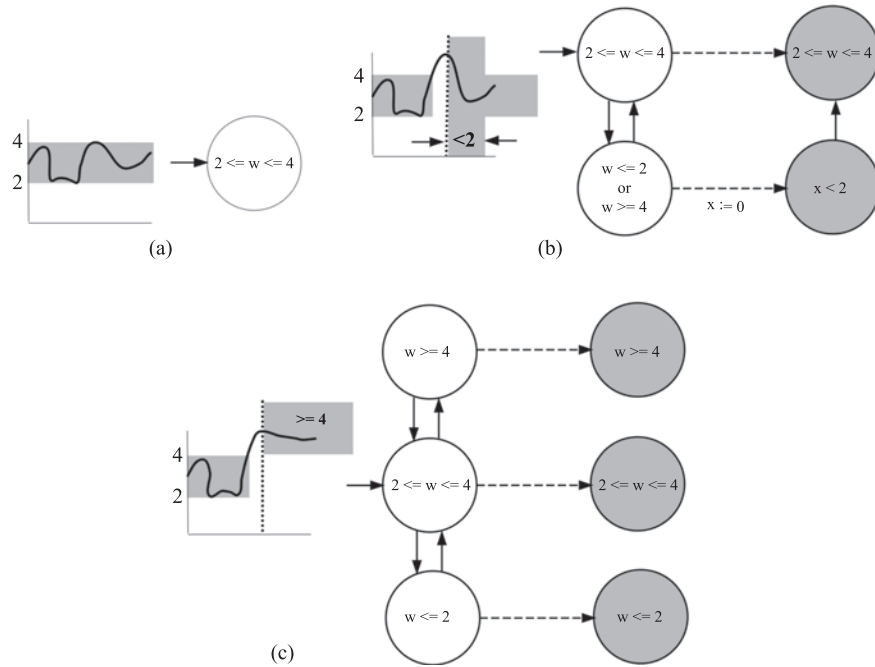 4
2
2 <= w <= 4
(a)
4
2
<2
2 <= w <= 4
2 <= w <= 4
w <= 2
or
w >= 4
x := 0
x < 2
(b)
4
2
>= 4
w >= 4
w >= 4
2 <= w <= 4
2 <= w <= 4
w <= 2
w <= 2
(c)